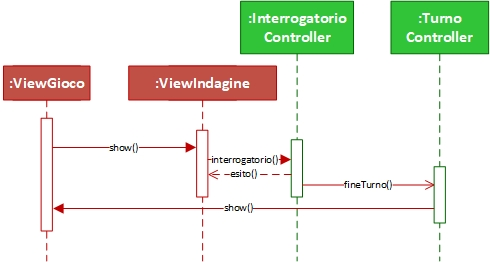 :Interrogatorio
Controller
:Turno
Controller
:ViewGioco
:ViewIndagine
show()
interrogatorio()
esito()
fineTurno()
show()